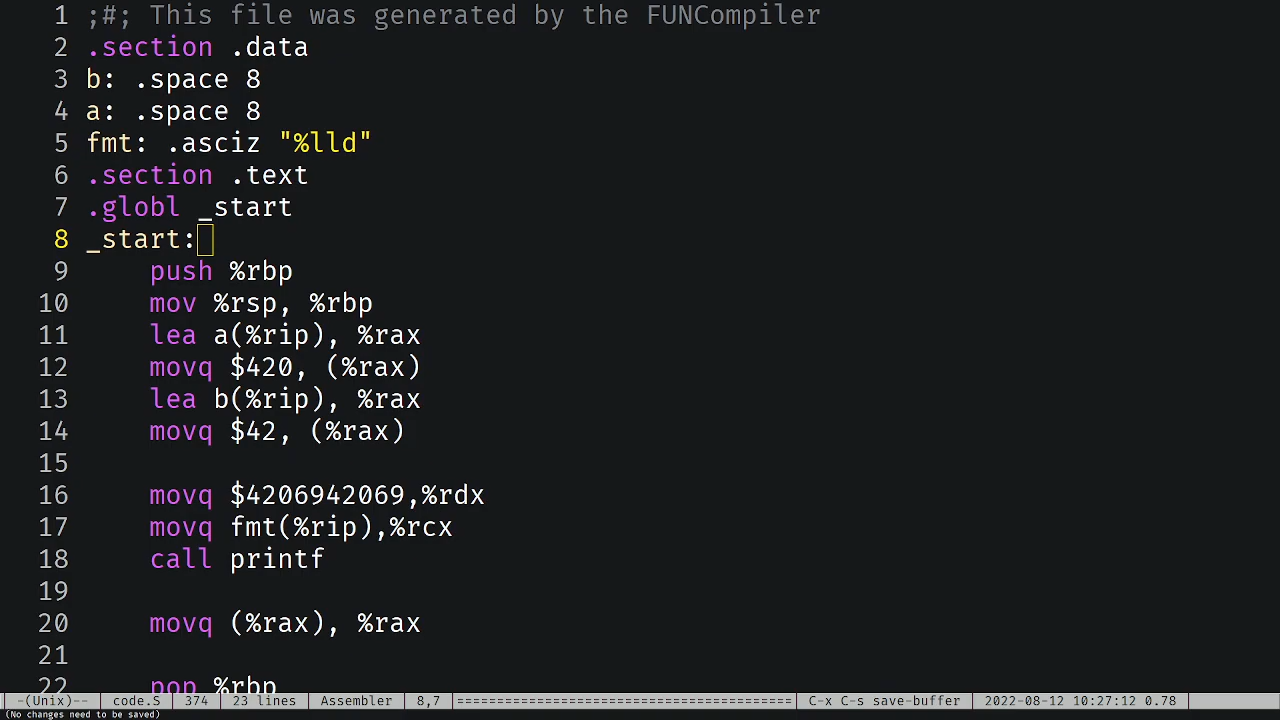 1 ;#; This file was generated by the FUNCompiler
2 .section .data
3 b: .space 8
4 a: .space 8
5 fmt: .asciz "%lld"
6 .section .text
7 .globl _start
8 _start:
9 push %rbp
10 mov %rsp, %rbp
11 lea a(%rip), %rax
12 movq $420, (%rax)
13 lea b(%rip), %rax
14 movq $42, (%rax)
15
16 movq $4206942069,%rdx
17 movq fmt(%rip),%rcx
18 call printf
19
20 movq (%rax), %rax
21
22 pop %rbp
-(Unix)-- code.S 374 23 lines Assembler 8,7 ========================================== C-x C-s save-buffer 2022-08-12 10:27:12 0.78
(No changes need to be saved)